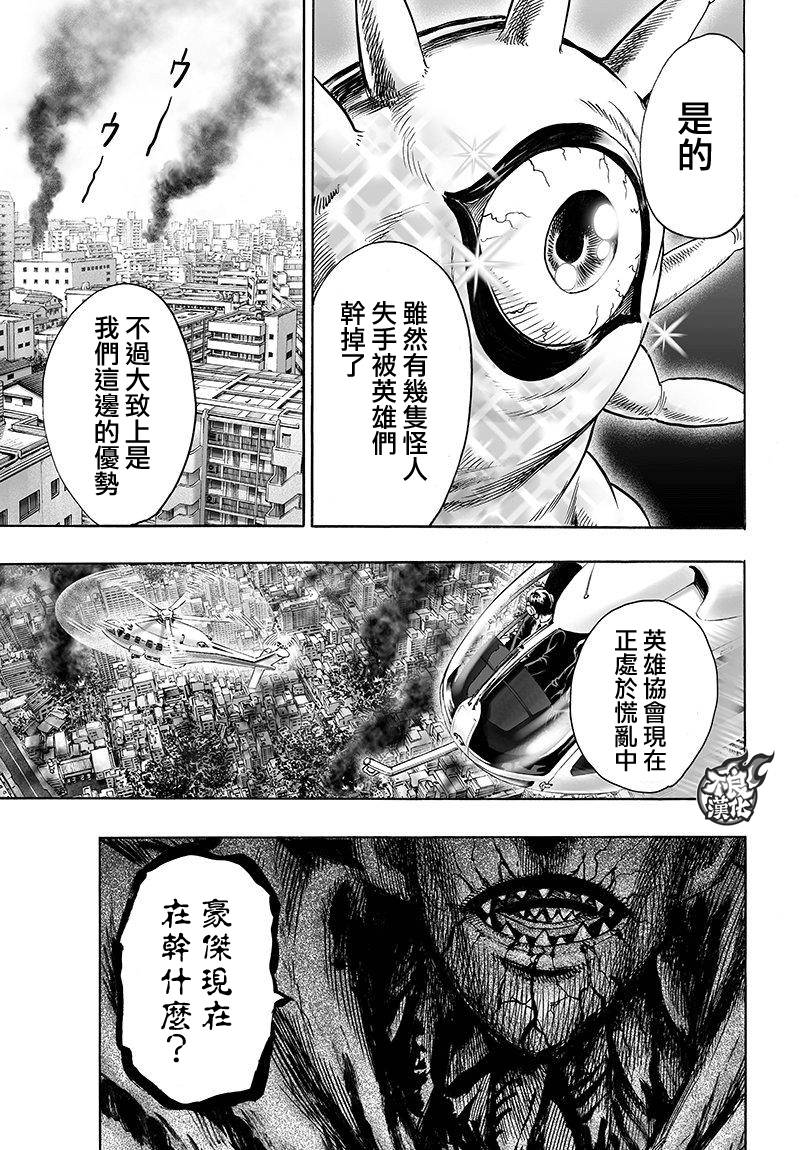 是的
雖然有幾隻怪人
失手被英雄們
幹掉了
ウ
ウ
不過大致上是
我們這邊的優勢
英雄協會現在
正處於慌亂中
漢化
豪傑現在
在幹什麼？